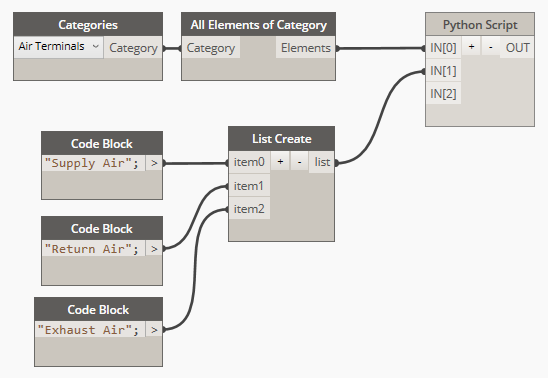 Categories
Air Terminals Category
All Elements of Category
Category Elements
Python Script
IN[0] + - OUT
IN[1]
IN[2]
Code Block
"Supply Air"; >
List Create
item0 + - list
item1
item2
Code Block
"Return Air"; >
Code Block
"Exhaust Air"; >